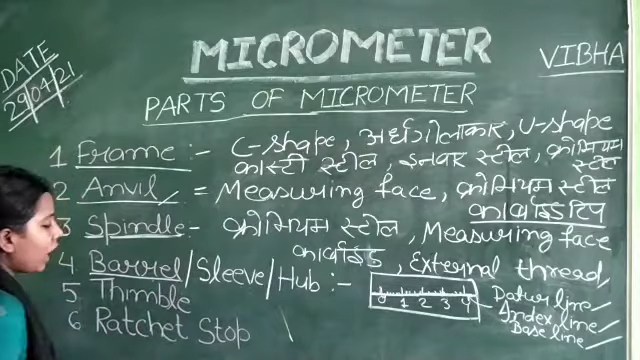 DATE
29/04/21
MICROMETER
VIBHA
PARTS OF MICROMETER
1 Frame :- C-shape, अर्धगोलाकार, U-shape
कास्टी स्टील, इनवर स्टील, क्रोमियम स्टील
2 Anvil = Measuring face, क्रोमियम स्टील
कार्बाइड टिप
3 Spindle - क्रोमियम स्टील, Measuring face
कार्बाइड, External thread,
4 Barrel/Sleeve/Hub :-
0 1 2 3 4
Datum line
Index line
Base line
5 Thimble
6 Ratchet Stop